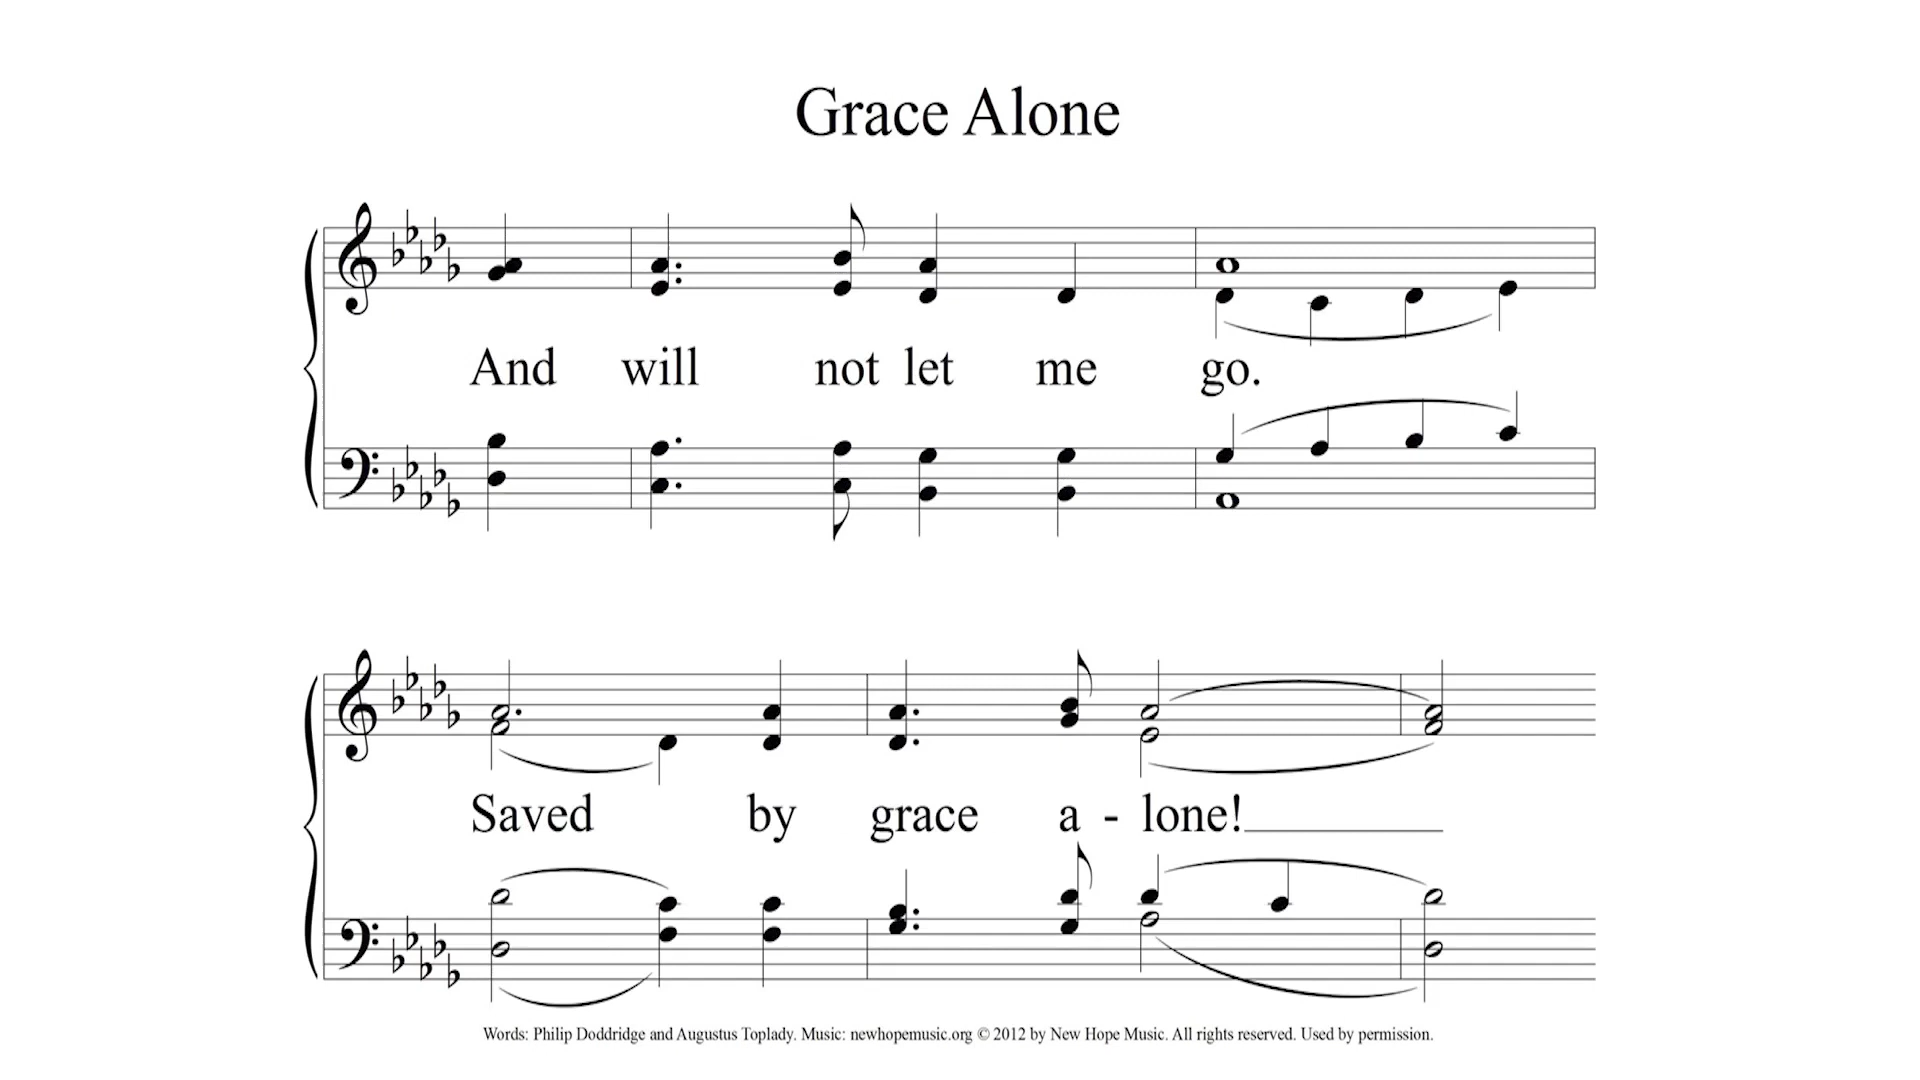 Grace Alone
And will not let me go.
Saved by grace a - lone!
Words: Philip Doddridge and Augustus Toplady. Music: newhopemusic.org © 2012 by New Hope Music. All rights reserved. Used by permission.